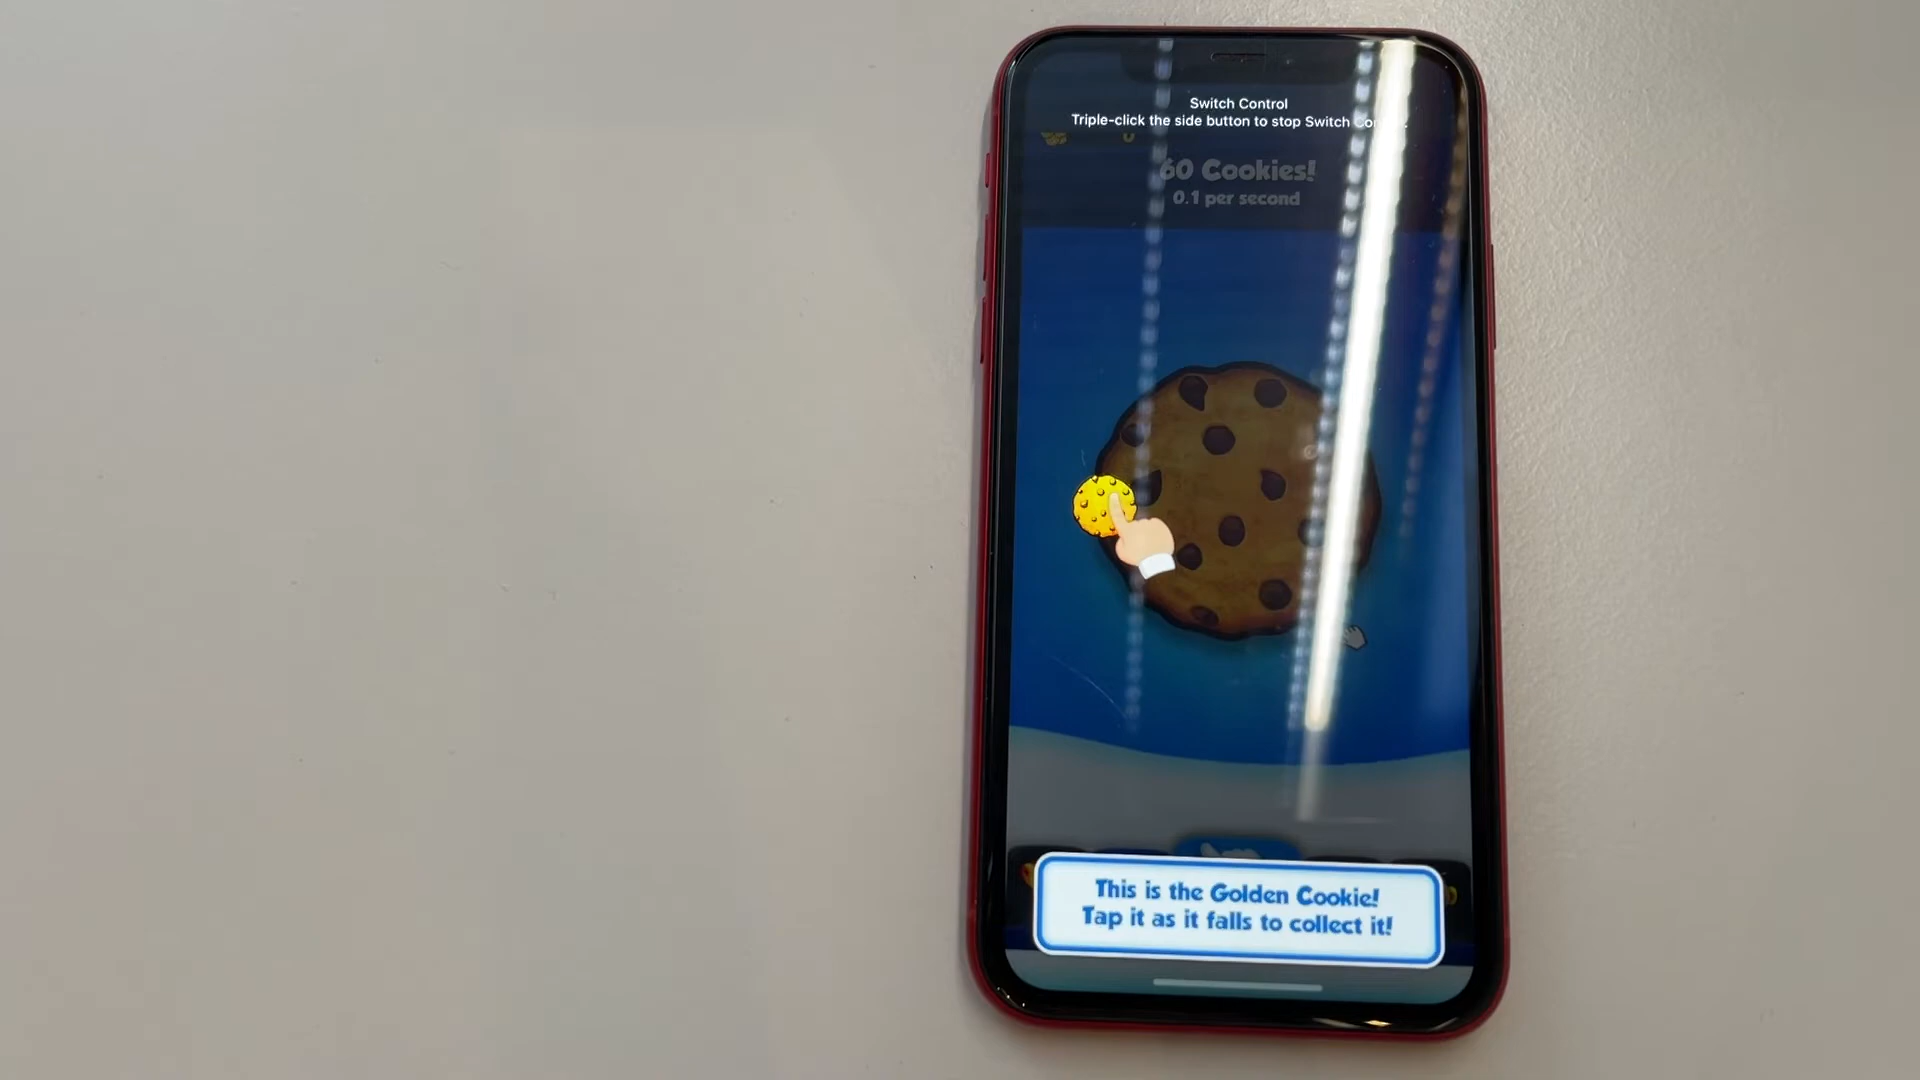 Switch Control
Triple-click the side button to stop Switch
0
60 Cookies!
0.1 per second
This is the Golden Cookie!
Tap it as it falls to collect it!